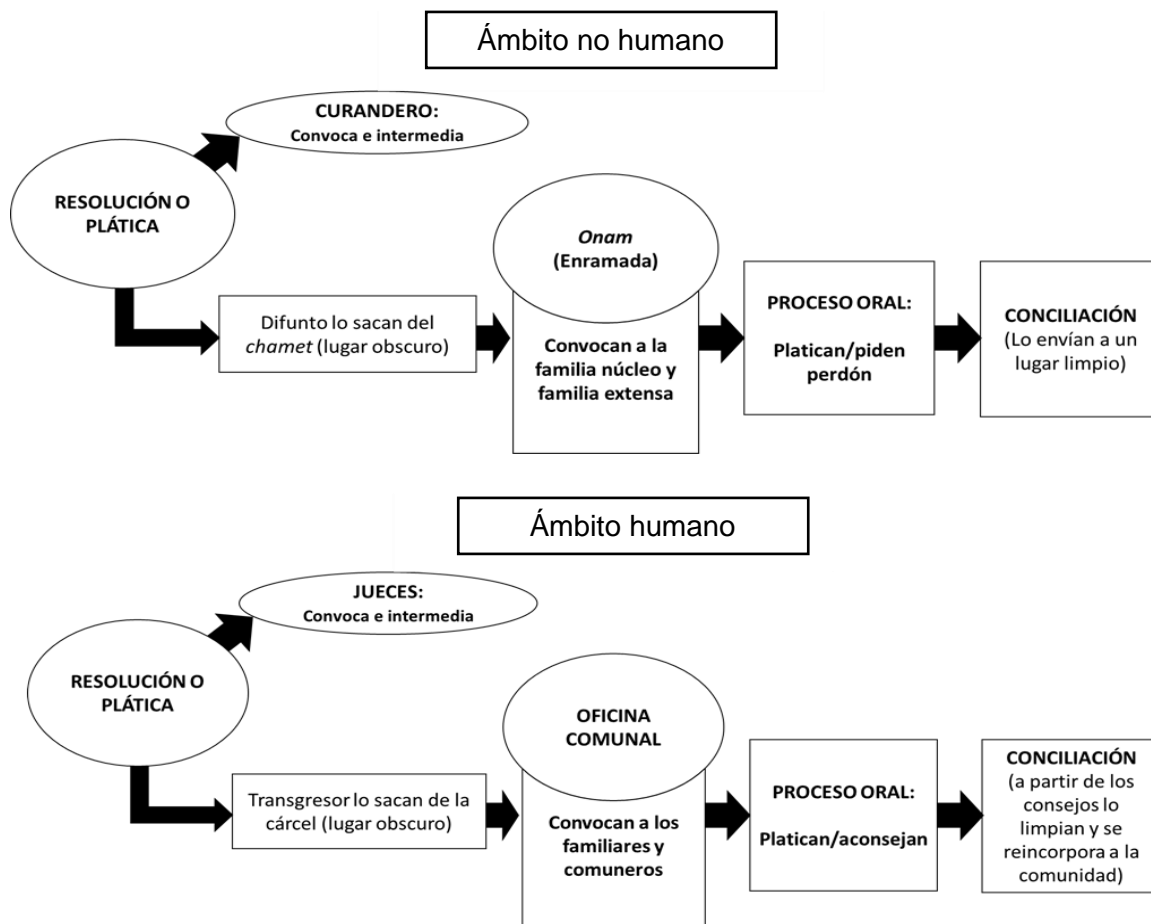 Ámbito no humano
CURANDERO:
Convoca e intermedia
RESOLUCIÓN O
PLÁTICA
Difunto lo sacan del
chamet (lugar obscuro)
Onam
(Enramada)
Convocan a la
familia núcleo y
familia extensa
PROCESO ORAL:
Platican/piden
perdón
CONCILIACIÓN
(Lo envían a un
lugar limpio)
Ámbito humano
JUECES:
Convoca e intermedia
RESOLUCIÓN O
PLÁTICA
Transgresor lo sacan de la
cárcel (lugar obscuro)
OFICINA
COMUNAL
Convocan a los
familiares y
comuneros
PROCESO ORAL:
Platican/aconsejan
CONCILIACIÓN
(a partir de los
consejos lo
limpian y se
reincorpora a la
comunidad)